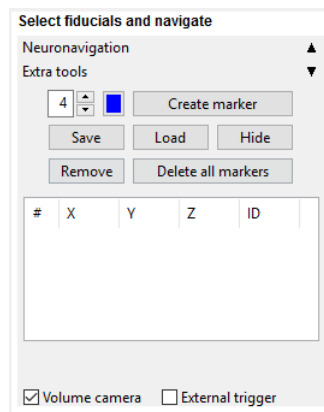 Select fiducials and navigate
Neuronavigation
Extra tools
4 Create marker
Save Load Hide
Remove Delete all markers
# X Y Z ID
Volume camera External trigger